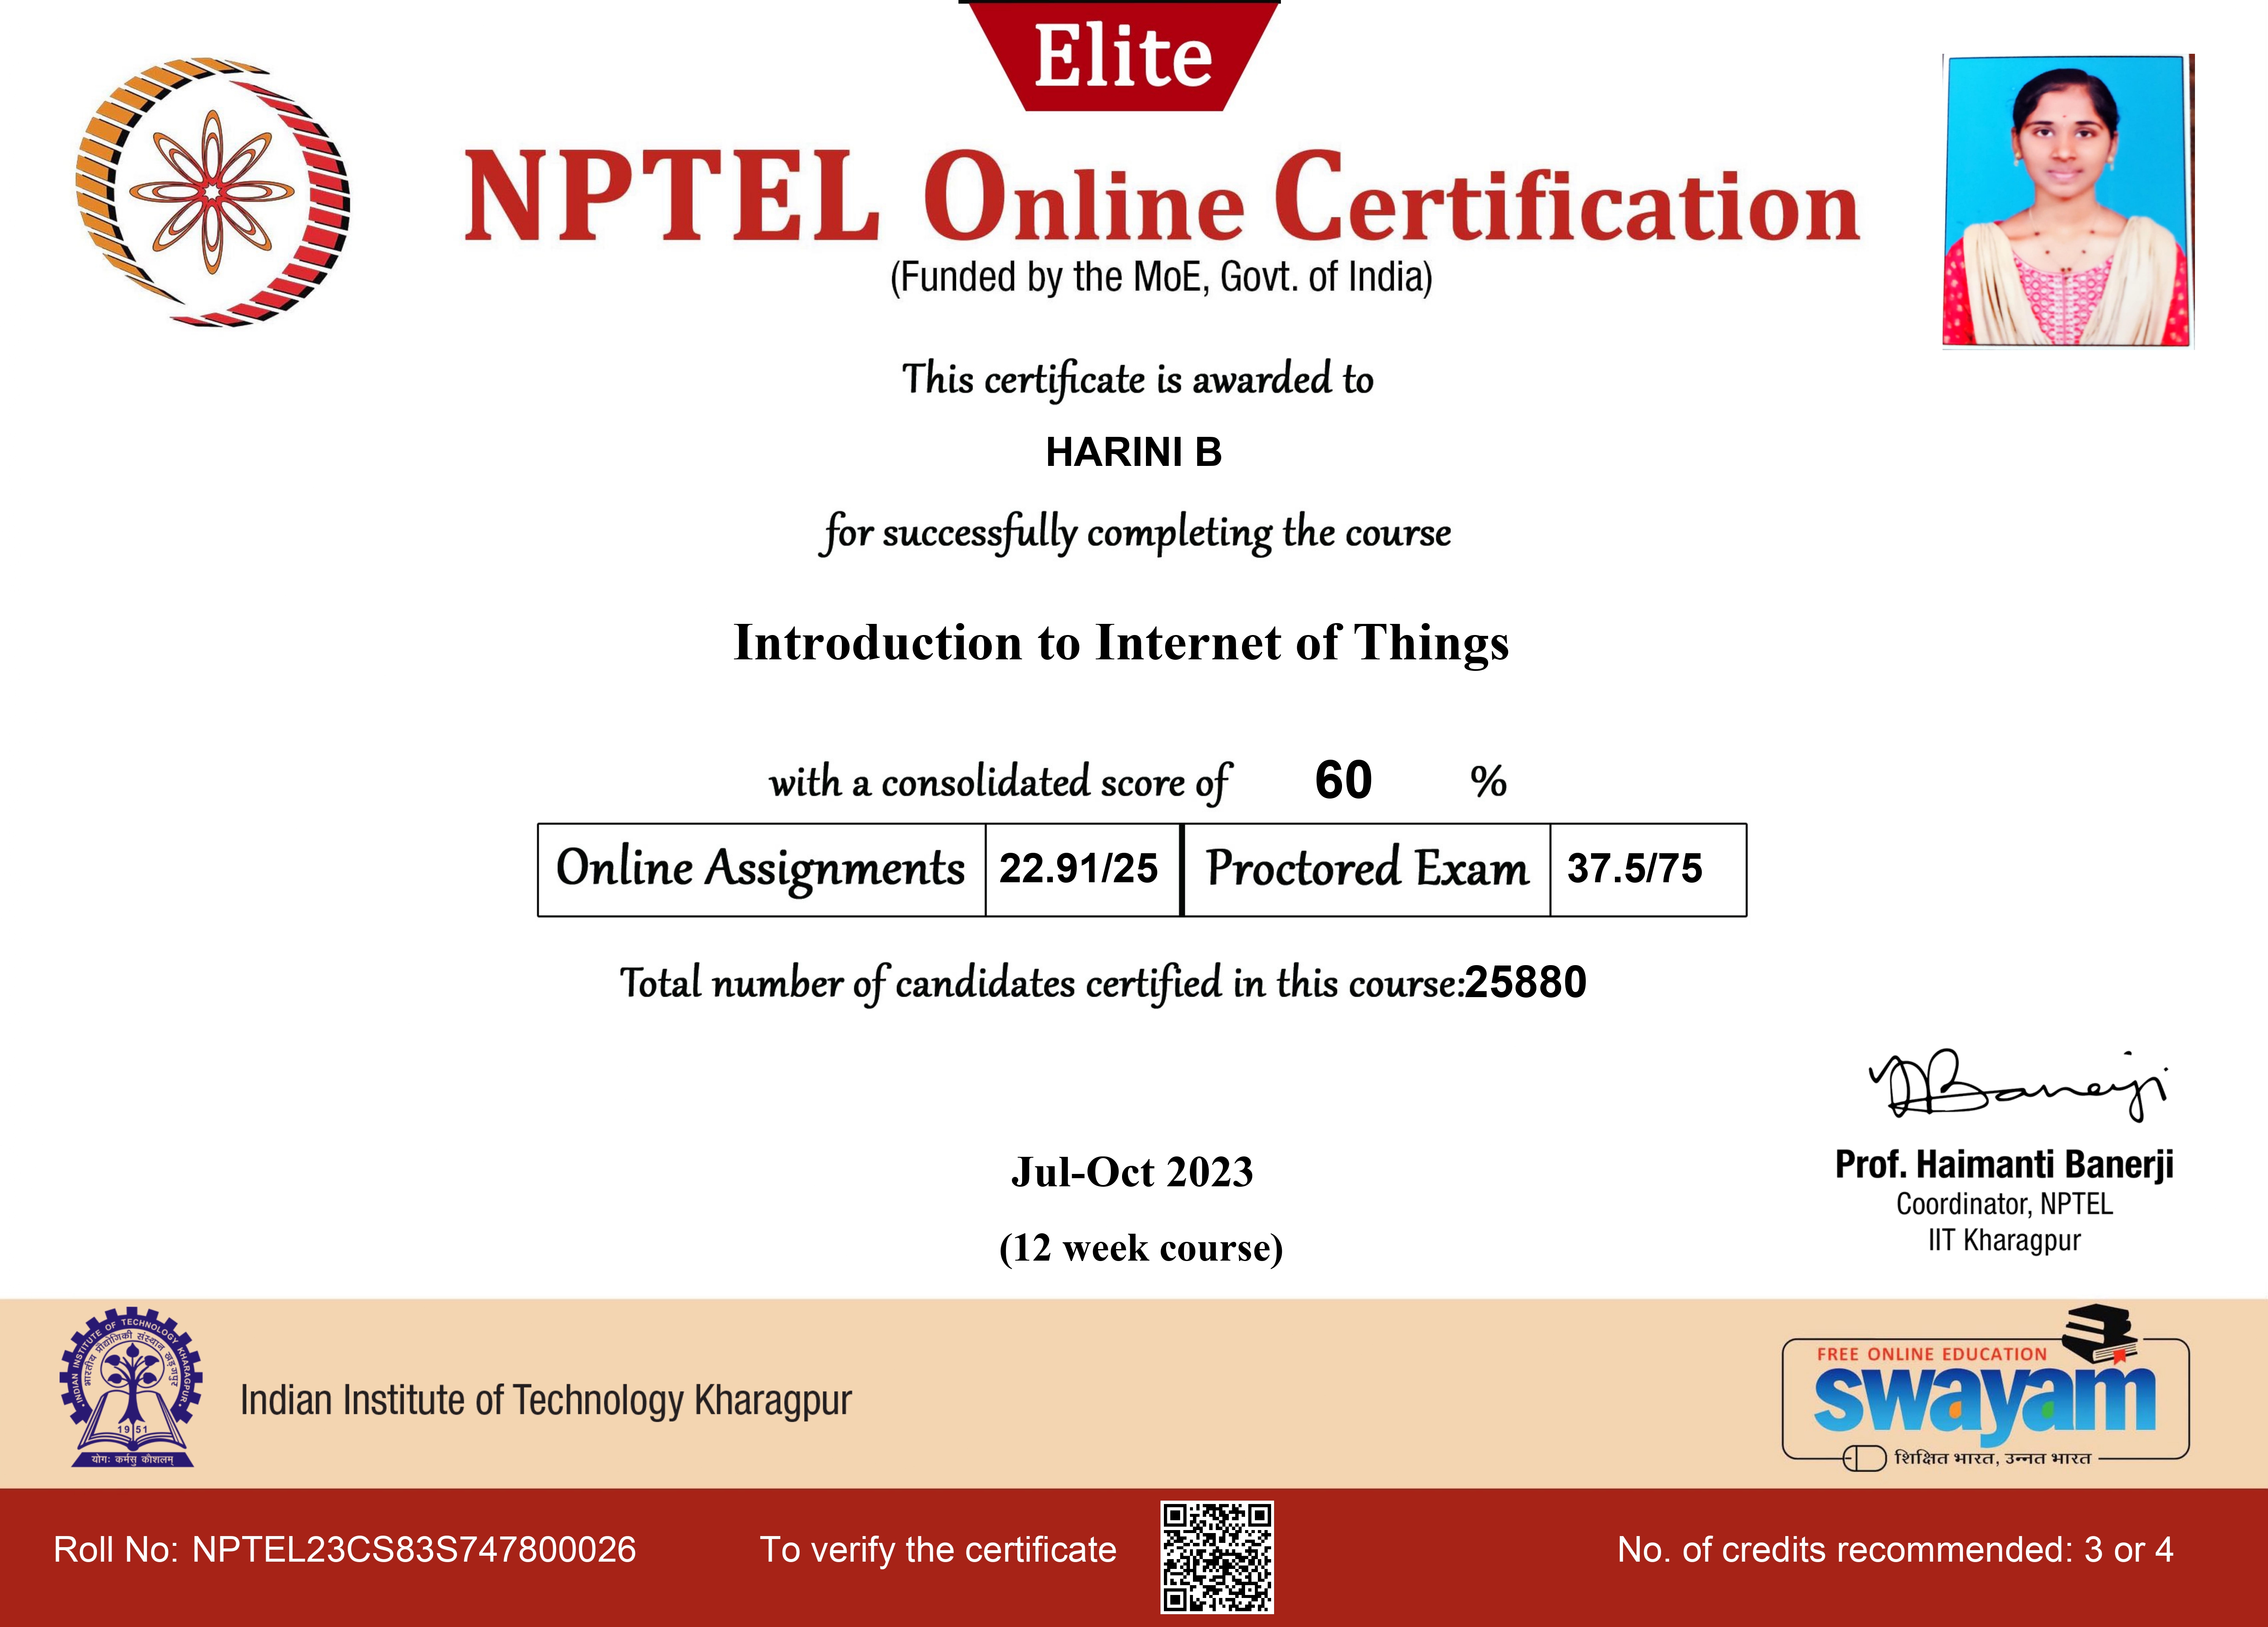 Elite
NPTEL Online Certification
(Funded by the MoE, Govt. of India)
This certificate is awarded to
HARINI B
for successfully completing the course
Introduction to Internet of Things
with a consolidated score of 60 %
Online Assignments 22.91/25 Proctored Exam 37.5/75
Total number of candidates certified in this course:25880
Jul-Oct 2023
(12 week course)
Prof. Haimanti Banerji
Coordinator, NPTEL
IIT Kharagpur
INDIAN INSTITUTE OF TECHNOLOGY KHARAGPUR
भारतीय प्रौद्योगिकी संस्थान खड़गपुर
1951
योगः कर्मसु कौशलम्
Indian Institute of Technology Kharagpur
FREE ONLINE EDUCATION
swayam
शिक्षित भारत, उन्नत भारत
Roll No: NPTEL23CS83S747800026
To verify the certificate
No. of credits recommended: 3 or 4